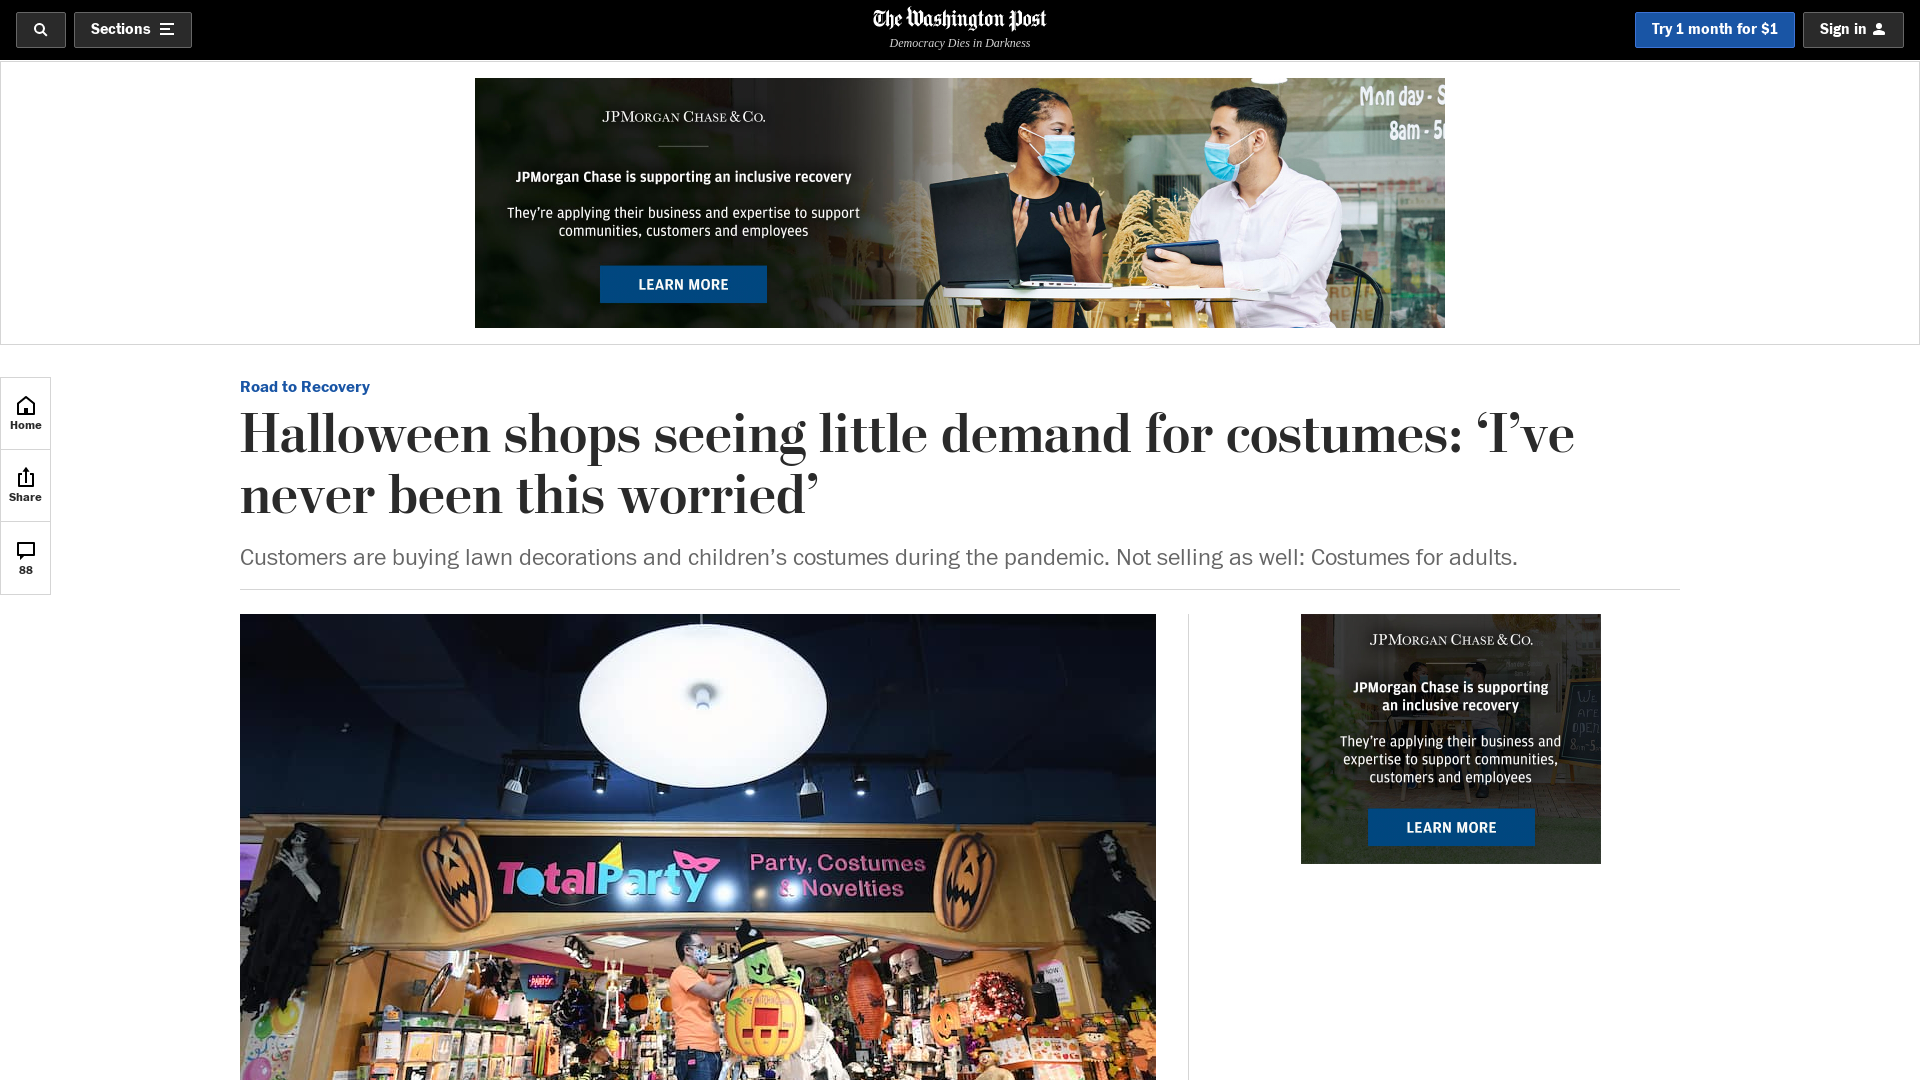 Sections
The Washington Post
Democracy Dies in Darkness
Try 1 month for $1
Sign in
JPMORGAN CHASE & CO.
JPMorgan Chase is supporting an inclusive recovery
They're applying their business and expertise to support
communities, customers and employees
LEARN MORE
Mon day - S
8am - 5
Home
Share
88
Road to Recovery
Halloween shops seeing little demand for costumes: ‘I’ve
never been this worried’
Customers are buying lawn decorations and children’s costumes during the pandemic. Not selling as well: Costumes for adults.
TotalParty
Party, Costumes
& Novelties
JPMORGAN CHASE & CO.
JPMorgan Chase is supporting
an inclusive recovery
They're applying their business and
expertise to support communities,
customers and employees
LEARN MORE
WE
ARE
OPEN